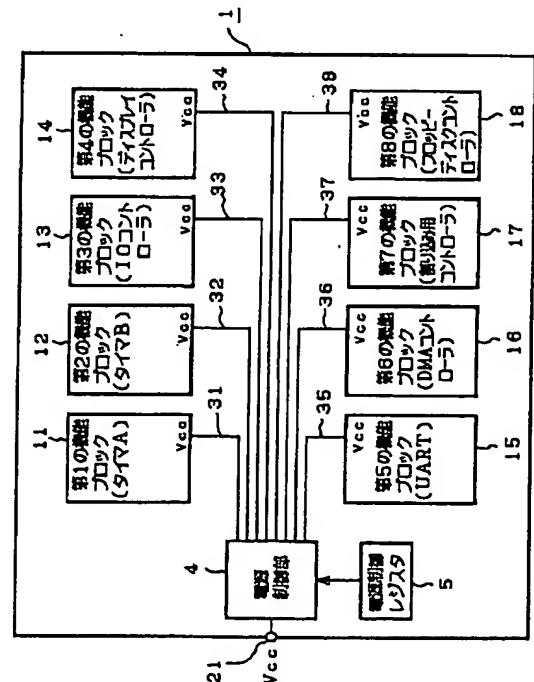 1
11
第1の機能
ブロック
(タイマA)
Vcc
31
12
第2の機能
ブロック
(タイマB)
Vcc
32
13
第3の機能
ブロック
(IOコント
ローラ)
Vcc
33
14
第4の機能
ブロック
(ディスプレイ
コントローラ)
Vcc
34
4
電源
制御部
21
Vcc
電源制御
レジスタ
5
35
Vcc
第5の機能
ブロック
(UART)
15
36
Vcc
第6の機能
ブロック
(DMAコント
ローラ)
16
37
Vcc
第7の機能
ブロック
(割り込み用
コントローラ)
17
38
Vcc
第8の機能
ブロック
(フロッピー
ディスクコント
ローラ)
18